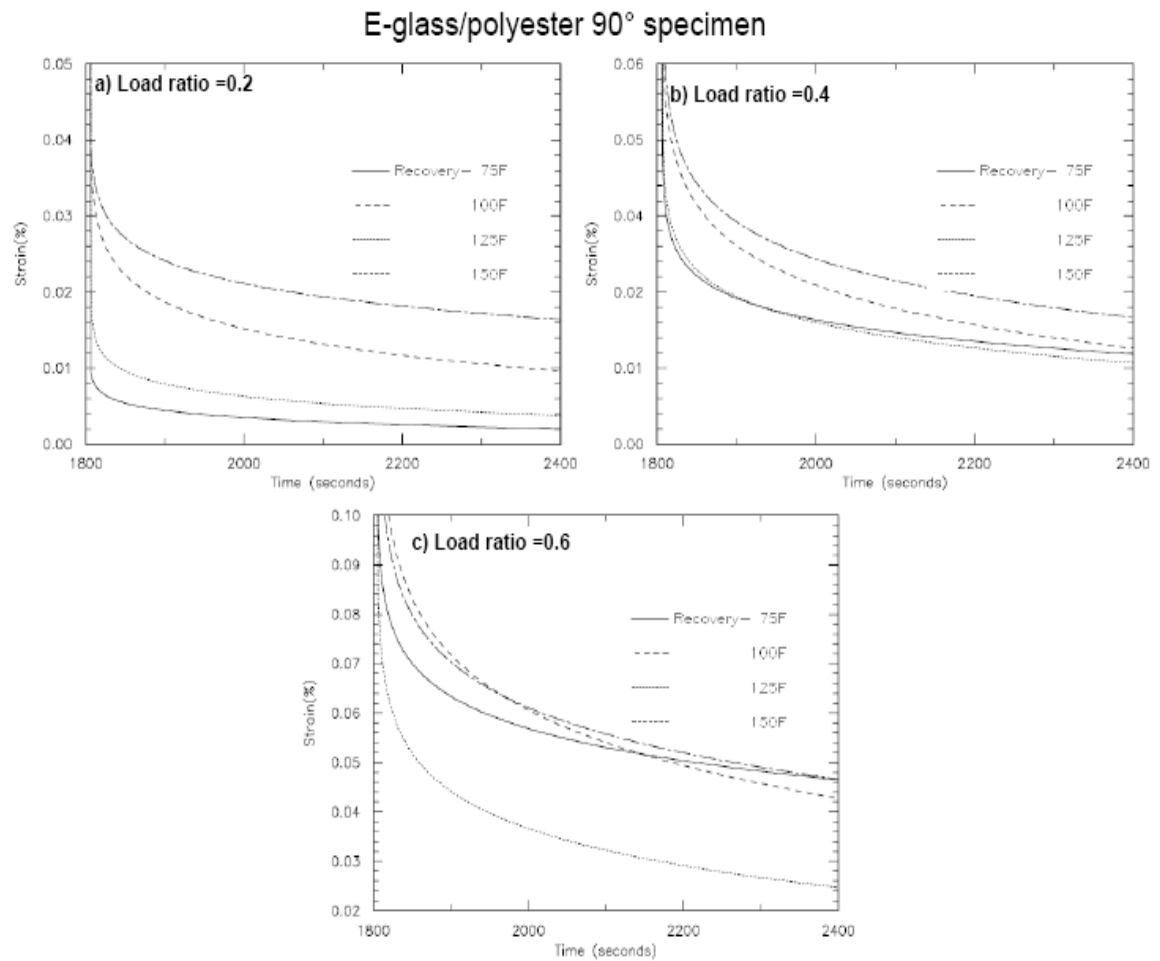 E-glass/polyester 90° specimen
a) Load ratio =0.2
0.05
0.04
0.03
0.02
0.01
0.00
Strain(%)
Recovery– 75F
100F
125F
150F
1800 2000 2200 2400
Time (seconds)
b) Load ratio =0.4
0.06
0.05
0.04
0.02
0.01
0.00
Strain(%)
Recovery– 75F
100F
125F
150F
1800 2000 2200 2400
Time (seconds)
c) Load ratio =0.6
0.10
0.09
0.08
0.07
0.06
0.05
0.04
0.03
0.02
Strain(%)
Recovery– 75F
100F
125F
150F
1800 2000 2200 2400
Time (seconds)